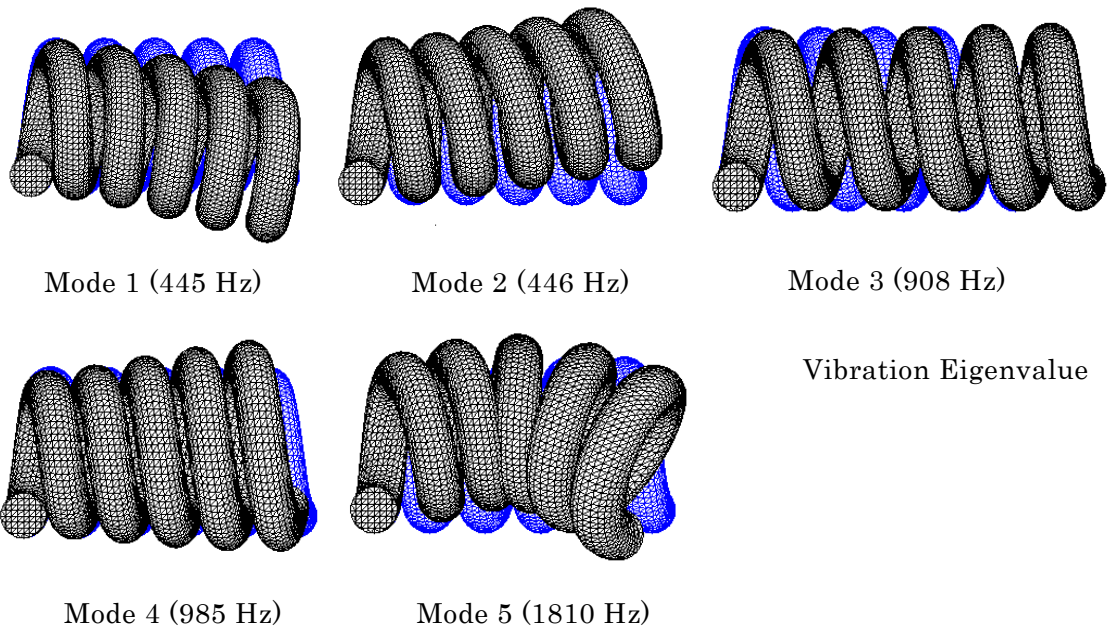 Mode 1 (445 Hz)
Mode 2 (446 Hz)
Mode 3 (908 Hz)
Vibration Eigenvalue
Mode 4 (985 Hz)
Mode 5 (1810 Hz)